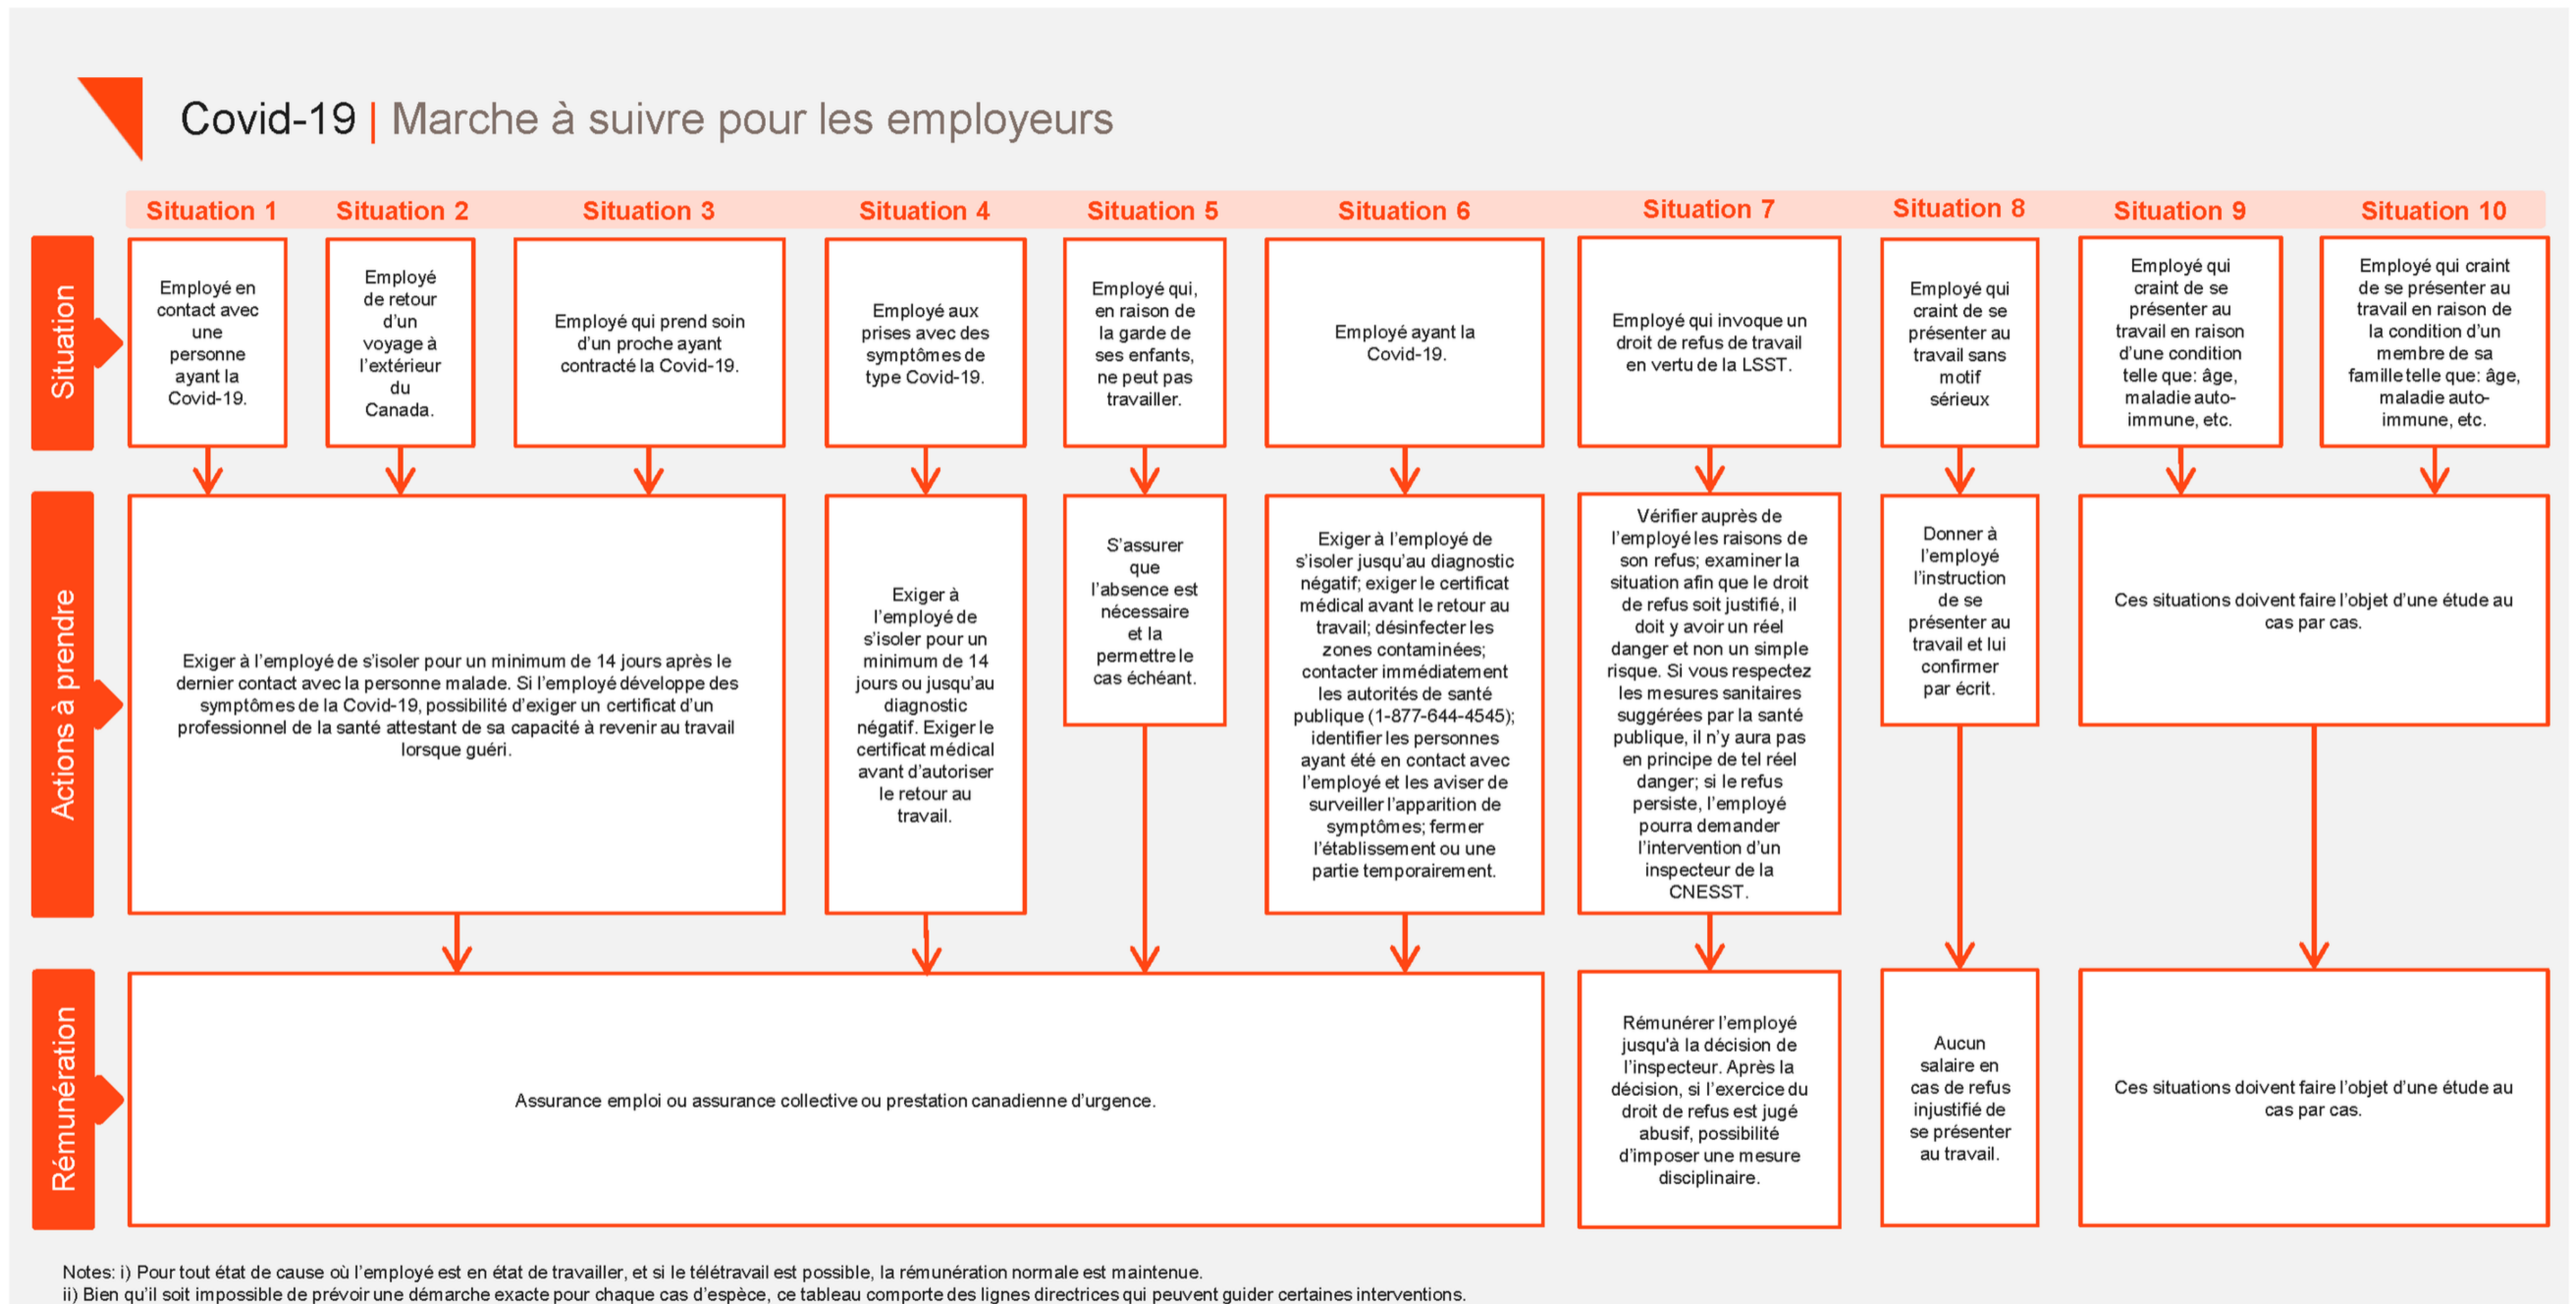 Covid-19 | Marche à suivre pour les employeurs
Situation 1
Situation 2
Situation 3
Situation 4
Situation 5
Situation 6
Situation 7
Situation 8
Situation 9
Situation 10
Situation
Employé en
contact avec
une
personne
ayant la
Covid-19.
Employé
de retour
d'un
voyage à
l'extérieur
du
Canada.
Employé qui prend soin
d'un proche ayant
contracté la Covid-19.
Employé aux
prises avec des
symptômes de
type Covid-19.
Employé qui,
en raison de
la garde de
ses enfants,
ne peut pas
travailler.
Employé ayant la
Covid-19.
Employé qui invoque un
droit de refus de travail
en vertu de la LSST.
Employé qui
craint de se
présenter au
travail sans
motif
sérieux
Employé qui
craint de se
présenter au
travail en raison
d'une condition
telle que: âge,
maladie auto-
immune, etc.
Employé qui craint
de se présenter au
travail en raison de
la condition d'un
membre de sa
famille telle que: âge,
maladie auto-
immune, etc.
Actions à prendre
Exiger à l'employé de s'isoler pour un minimum de 14 jours après le
dernier contact avec la personne malade. Si l'employé développe des
symptômes de la Covid-19, possibilité d'exiger un certificat d'un
professionnel de la santé attestant de sa capacité à revenir au travail
lorsque guéri.
Exiger à
l'employé de
s'isoler pour un
minimum de 14
jours ou jusqu'au
diagnostic
négatif. Exiger le
certificat médical
avant d'autoriser
le retour au
travail.
S'assurer
que
l'absence est
nécessaire
et la
permettre le
cas échéant.
Exiger à l'employé de
s'isoler jusqu'au diagnostic
négatif; exiger le certificat
médical avant le retour au
travail; désinfecter les
zones contaminées;
contacter immédiatement
les autorités de santé
publique (1-877-644-4545);
identifier les personnes
ayant été en contact avec
l'employé et les aviser de
surveiller l'apparition de
symptômes; fermer
l'établissement ou une
partie temporairement.
Vérifier auprès de
l'employé les raisons de
son refus; examiner la
situation afin que le droit
de refus soit justifié, il
doit y avoir un réel
danger et non un simple
risque. Si vous respectez
les mesures sanitaires
suggérées par la santé
publique, il n'y aura pas
en principe de tel réel
danger; si le refus
persiste, l'employé
pourra demander
l'intervention d'un
inspecteur de la
CNESST.
Donner à
l'employé
l'instruction
de se
présenter au
travail et lui
confirmer
par écrit.
Ces situations doivent faire l'objet d'une étude au
cas par cas.
Rémunération
Assurance emploi ou assurance collective ou prestation canadienne d'urgence.
Rémunérer l'employé
jusqu'à la décision de
l'inspecteur. Après la
décision, si l'exercice du
droit de refus est jugé
abusif, possibilité
d'imposer une mesure
disciplinaire.
Aucun
salaire en
cas de refus
injustifié de
se présenter
au travail.
Ces situations doivent faire l'objet d'une étude au
cas par cas.
Notes: i) Pour tout état de cause où l'employé est en état de travailler, et si le télétravail est possible, la rémunération normale est maintenue.
ii) Bien qu'il soit impossible de prévoir une démarche exacte pour chaque cas d'espèce, ce tableau comporte des lignes directrices qui peuvent guider certaines interventions.